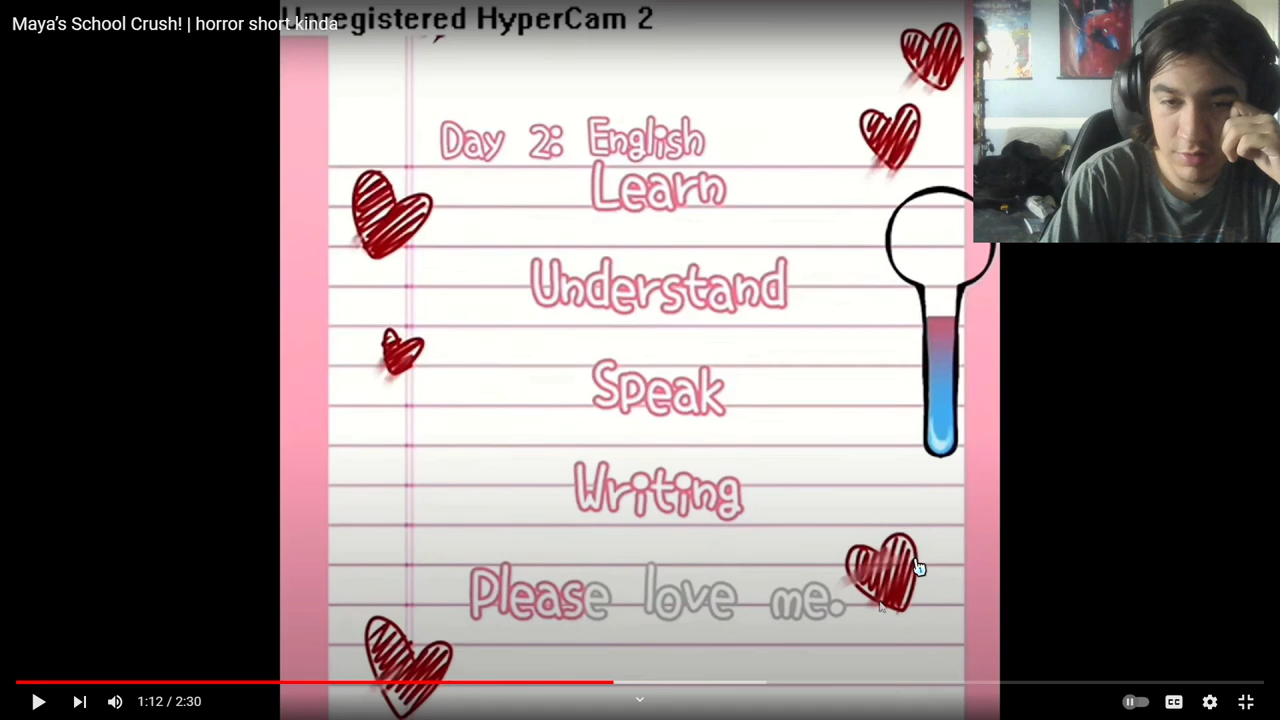 Unregistered HyperCam 2
Maya’s School Crush! | horror short kinda
Day 2: English
Learn
Understand
Speak
Writing
Please love me.
1:12 / 2:30
CC